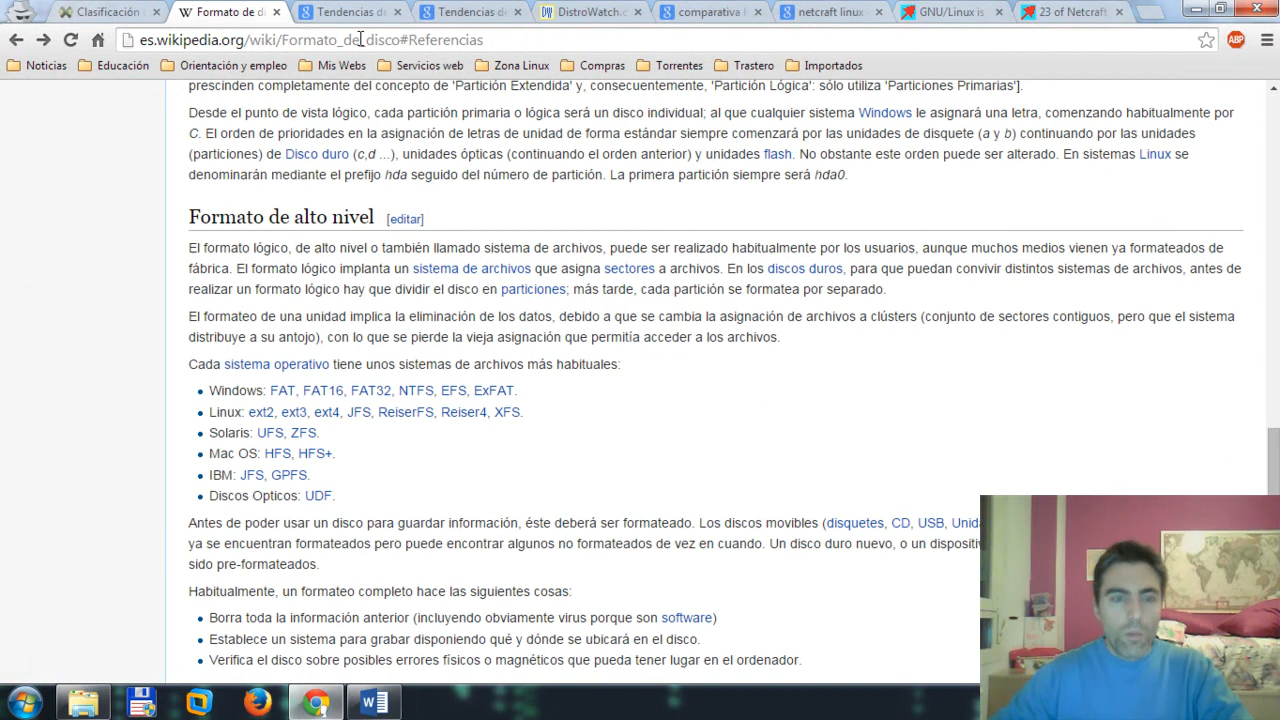 Clasificación
Formato de di
Tendencias de
Tendencias de
DistroWatch.c
comparativa
netcraft linux
GNU/Linux is
23 of Netcraft
es.wikipedia.org/wiki/Formato_de_disco#Referencias
ABP
Noticias Educación Orientación y empleo Mis Webs Servicios web Zona Linux Compras Torrentes Trastero Importados
prescinden completamente del concepto de 'Partición Extendida' y, consecuentemente, 'Partición Lógica': sólo utiliza 'Particiones Primarias'].
Desde el punto de vista lógico, cada partición primaria o lógica será un disco individual; al que cualquier sistema Windows le asignará una letra, comenzando habitualmente por
C. El orden de prioridades en la asignación de letras de unidad de forma estándar siempre comenzará por las unidades de disquete (a y b) continuando por las unidades
(particiones) de Disco duro (c,d ...), unidades ópticas (continuando el orden anterior) y unidades flash. No obstante este orden puede ser alterado. En sistemas Linux se
denominarán mediante el prefijo hda seguido del número de partición. La primera partición siempre será hda0.
Formato de alto nivel [editar]
El formato lógico, de alto nivel o también llamado sistema de archivos, puede ser realizado habitualmente por los usuarios, aunque muchos medios vienen ya formateados de
fábrica. El formato lógico implanta un sistema de archivos que asigna sectores a archivos. En los discos duros, para que puedan convivir distintos sistemas de archivos, antes de
realizar un formato lógico hay que dividir el disco en particiones; más tarde, cada partición se formatea por separado.
El formateo de una unidad implica la eliminación de los datos, debido a que se cambia la asignación de archivos a clústers (conjunto de sectores contiguos, pero que el sistema
distribuye a su antojo), con lo que se pierde la vieja asignación que permitía acceder a los archivos.
Cada sistema operativo tiene unos sistemas de archivos más habituales:
• Windows: FAT, FAT16, FAT32, NTFS, EFS, ExFAT.
• Linux: ext2, ext3, ext4, JFS, ReiserFS, Reiser4, XFS.
• Solaris: UFS, ZFS.
• Mac OS: HFS, HFS+.
• IBM: JFS, GPFS.
• Discos Opticos: UDF.
Antes de poder usar un disco para guardar información, éste deberá ser formateado. Los discos movibles (disquetes, CD, USB, Unid
ya se encuentran formateados pero puede encontrar algunos no formateados de vez en cuando. Un disco duro nuevo, o un dispositiv
sido pre-formateados.
Habitualmente, un formateo completo hace las siguientes cosas:
• Borra toda la información anterior (incluyendo obviamente virus porque son software)
• Establece un sistema para grabar disponiendo qué y dónde se ubicará en el disco.
• Verifica el disco sobre posibles errores físicos o magnéticos que pueda tener lugar en el ordenador.